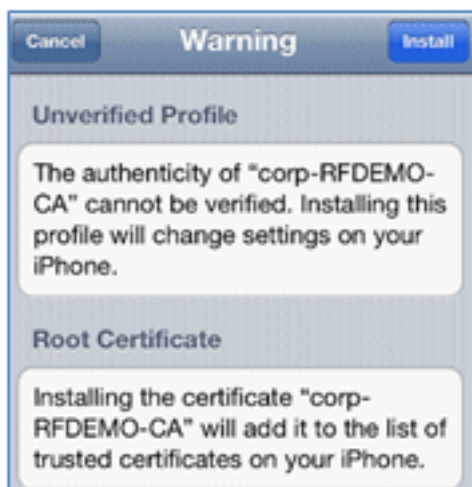 Cancel Warning Install
Unverified Profile
The authenticity of "corp-RFDEMO-
CA" cannot be verified. Installing this
profile will change settings on your
iPhone.
Root Certificate
Installing the certificate "corp-
RFDEMO-CA" will add it to the list of
trusted certificates on your iPhone.